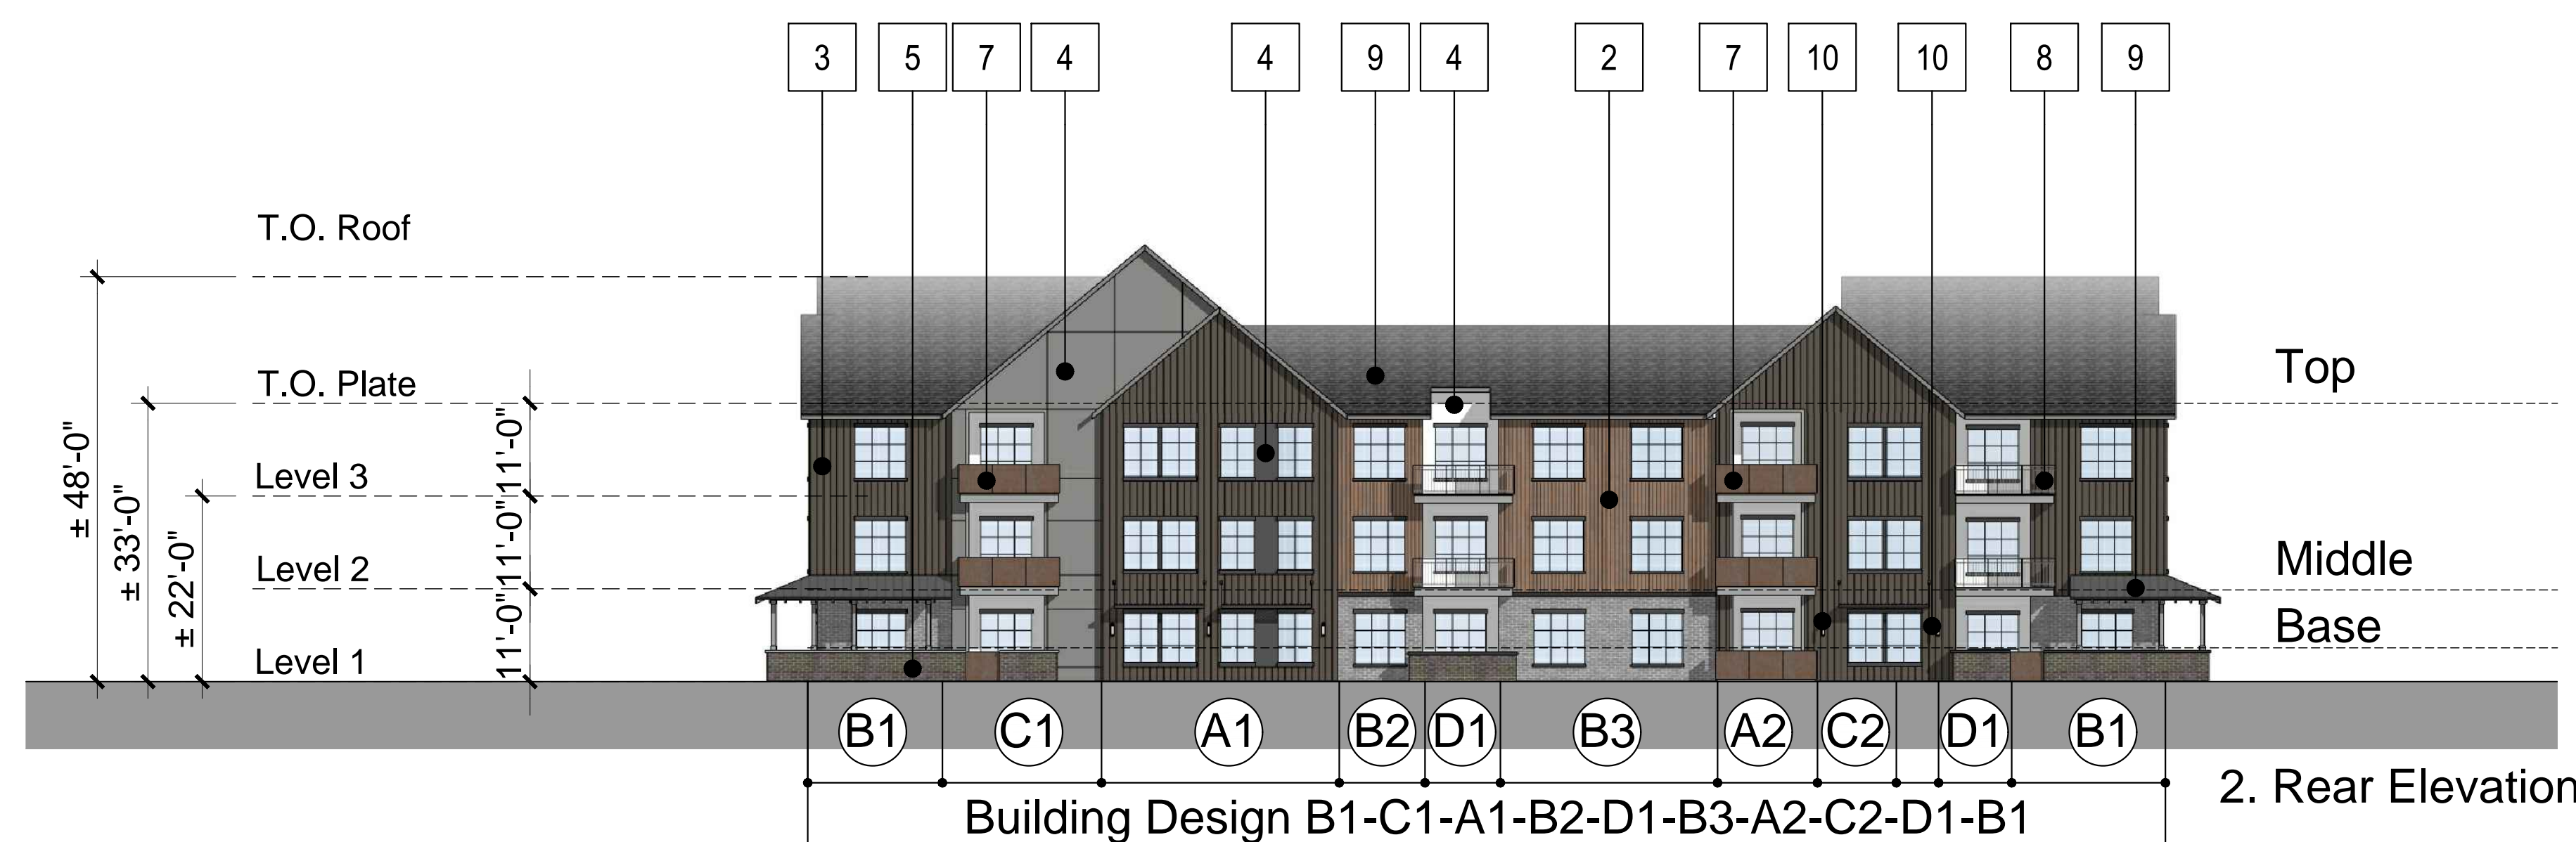 3 5 7 4 4 9 4 2 7 10 10 8 9
T.O. Roof
T.O. Plate
Level 3
Level 2
Level 1
± 48'-0"
± 33'-0"
± 22'-0"
11'-0"
11'-0"
11'-0"
Top
Middle
Base
B1 C1 A1 B2 D1 B3 A2 C2 D1 B1
2. Rear Elevation
Building Design B1-C1-A1-B2-D1-B3-A2-C2-D1-B1